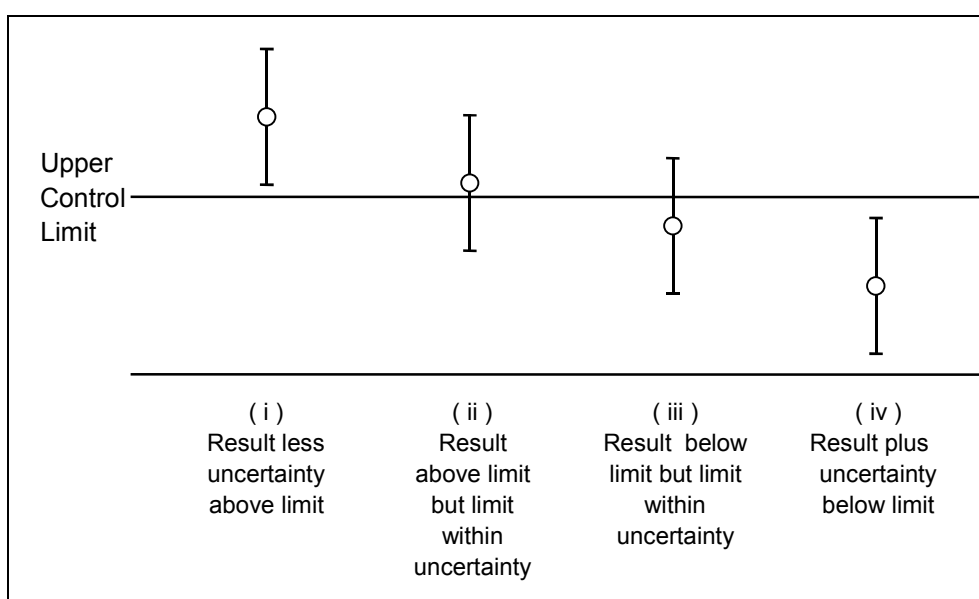 Upper
Control
Limit
( i )
Result less
uncertainty
above limit
( ii )
Result
above limit
but limit
within
uncertainty
( iii )
Result below
limit but limit
within
uncertainty
( iv )
Result plus
uncertainty
below limit